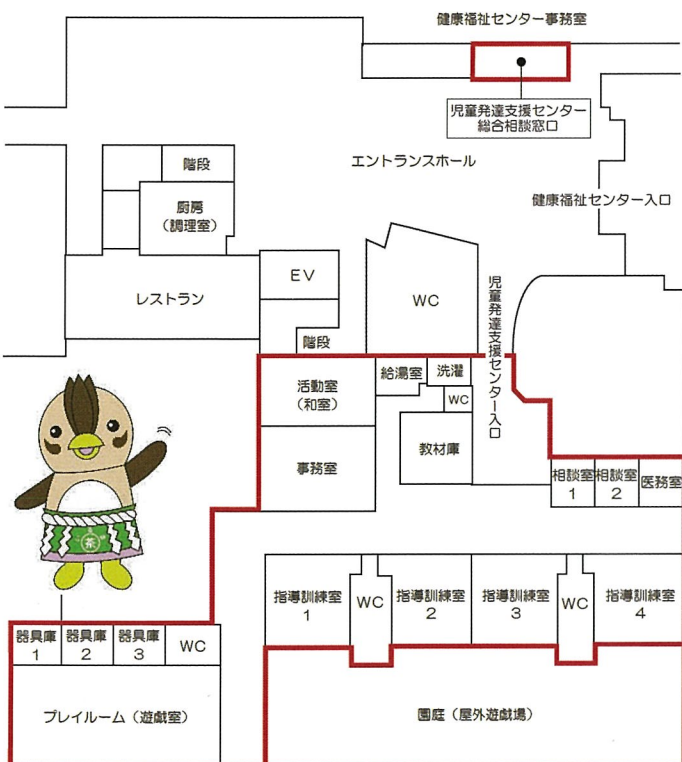 健康福祉センター事務室
児童発達支援センター
総合相談窓口
エントランスホール
健康福祉センター入口
階段
厨房
(調理室)
レストラン
EV
階段
WC
児童発達支援センター入口
活動室
(和室)
給湯室
洗濯
WC
事務室
教材庫
相談室
1
相談室
2
医務室
茶
指導訓練室
1
WC
指導訓練室
2
指導訓練室
3
WC
指導訓練室
4
器具庫
1
器具庫
2
器具庫
3
WC
プレイルーム(遊戯室)
園庭(屋外遊戯場)